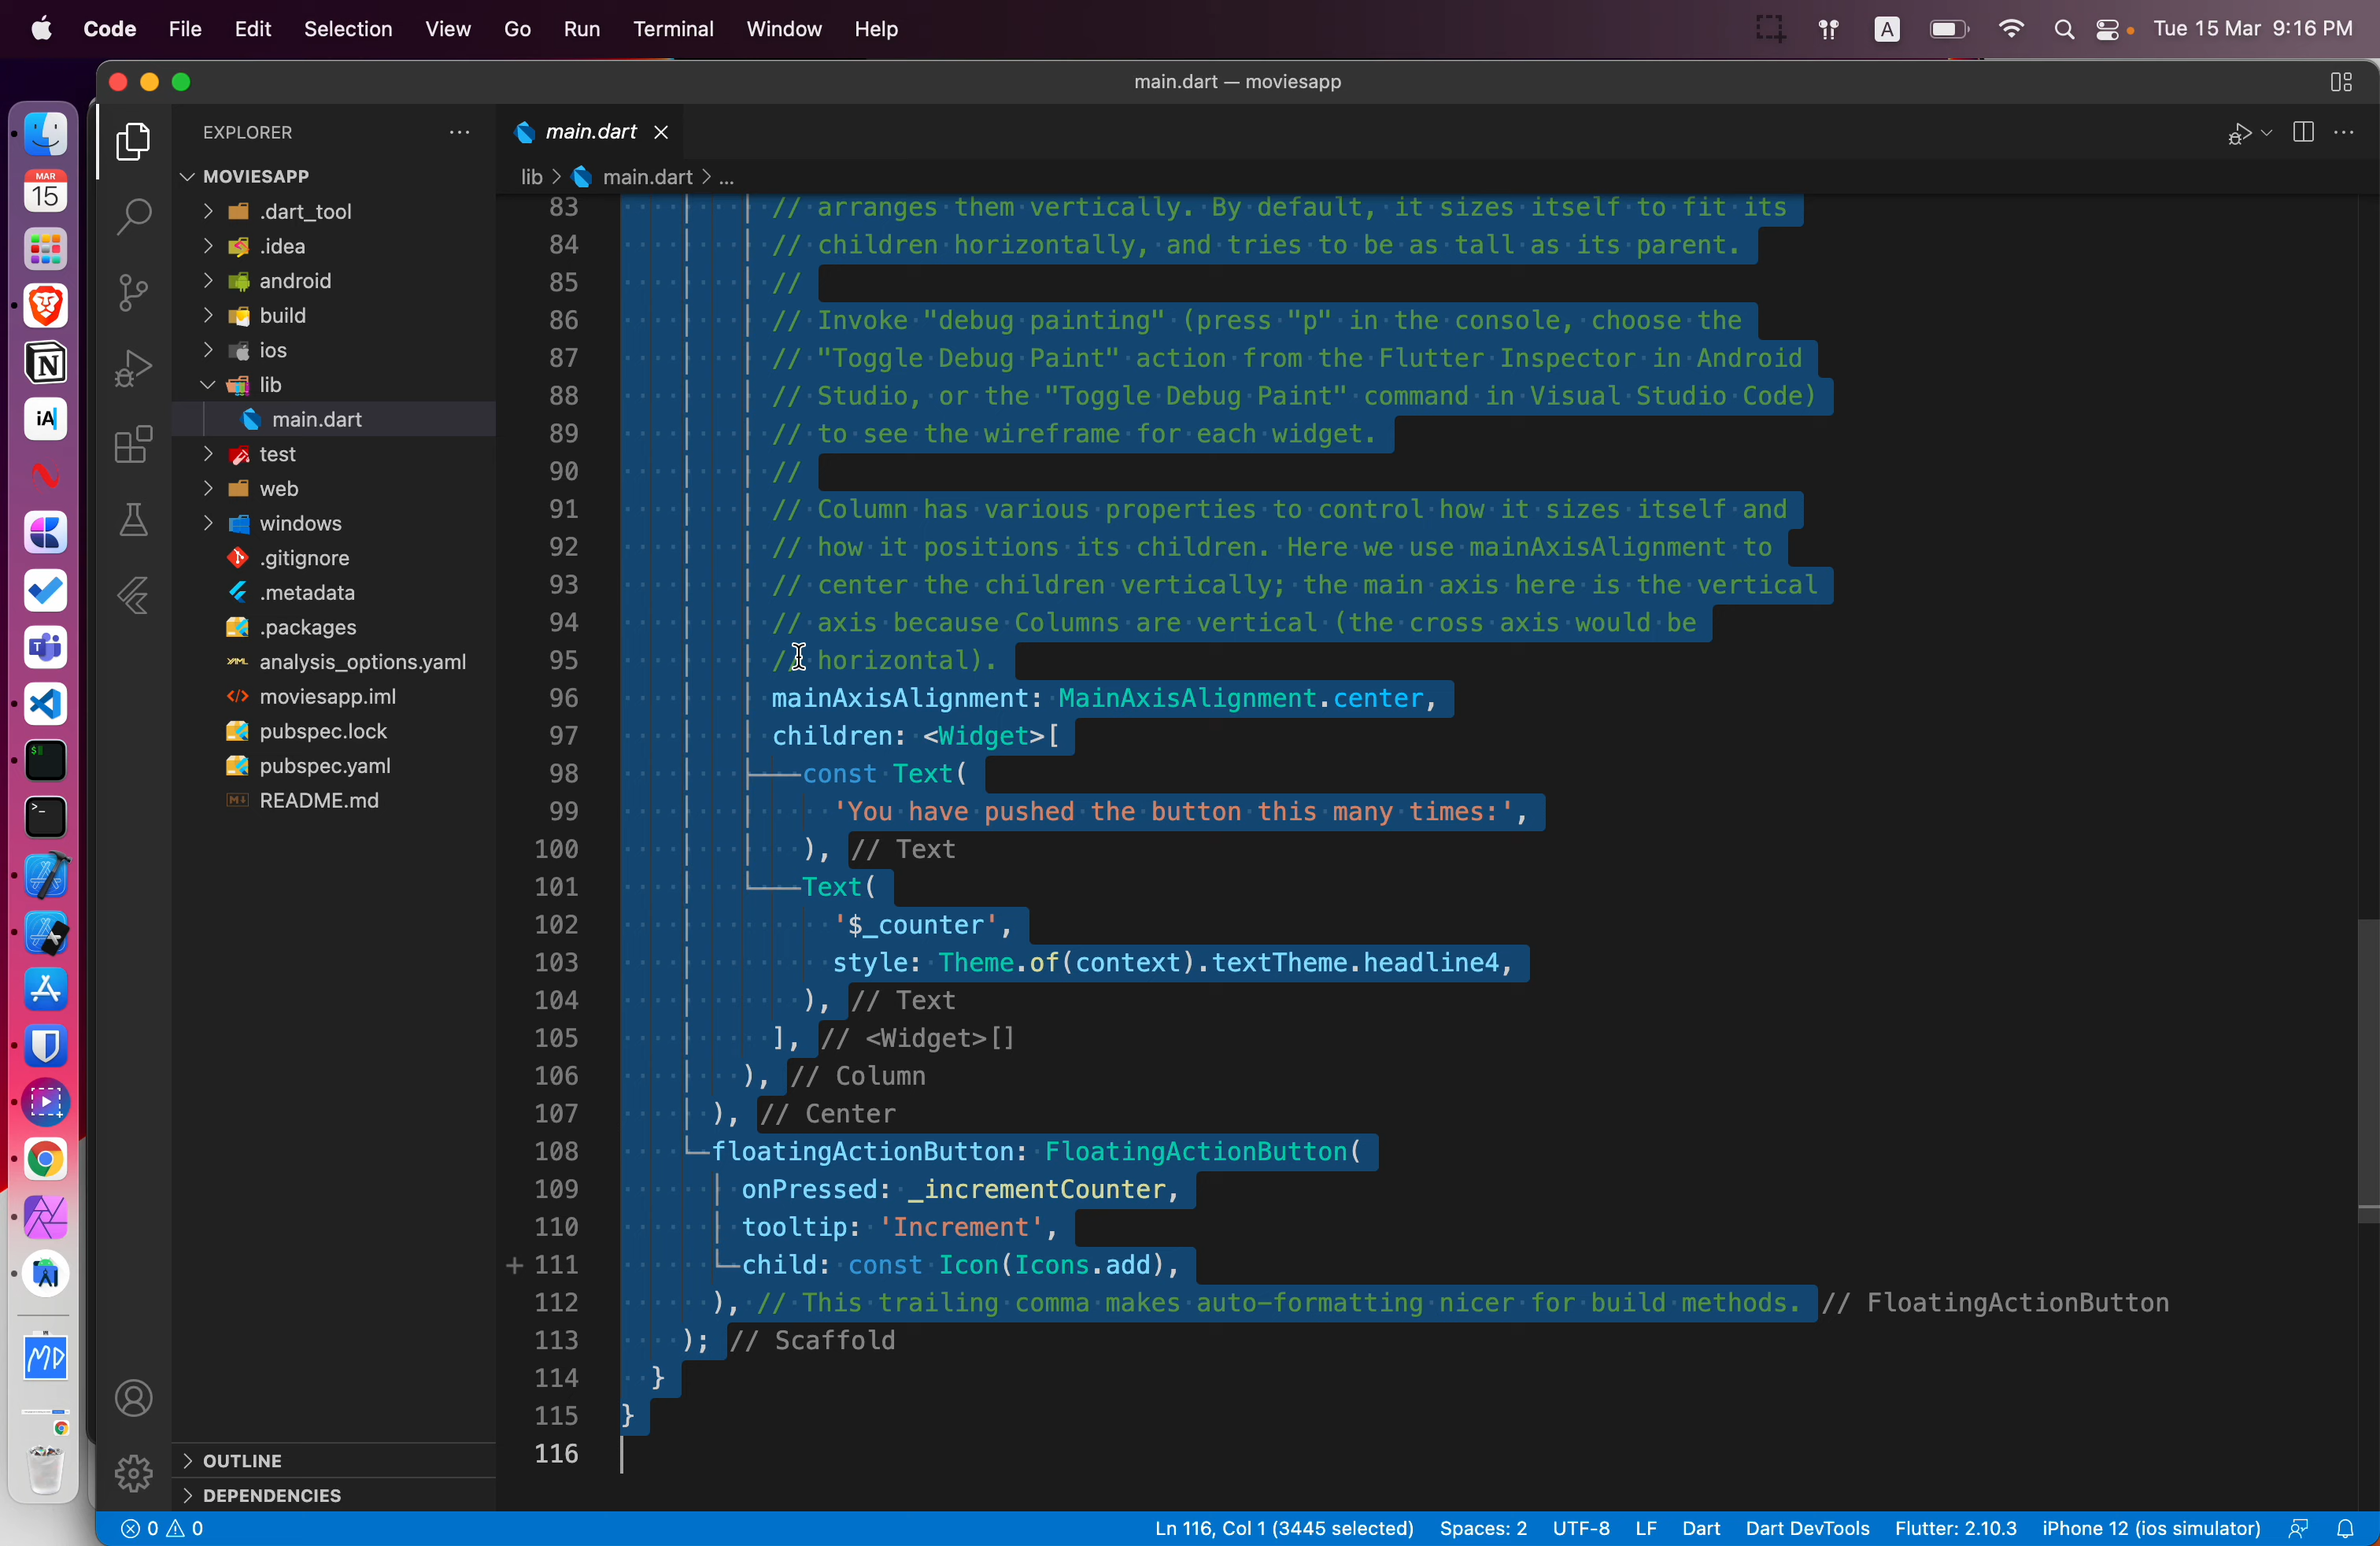 Code File Edit Selection View Go Run Terminal Window Help
A
Tue 15 Mar 9:16 PM
main.dart — moviesapp
MAR
15
iA
MD
EXPLORER
MOVIESAPP
.dart_tool
.idea
android
build
ios
lib
main.dart
test
web
windows
.gitignore
.metadata
.packages
analysis_options.yaml
moviesapp.iml
pubspec.lock
pubspec.yaml
README.md
OUTLINE
DEPENDENCIES
main.dart
lib > main.dart > ...
83 // arranges them vertically. By default, it sizes itself to fit its
84 // children horizontally, and tries to be as tall as its parent.
85 //
86 // Invoke "debug painting" (press "p" in the console, choose the
87 // "Toggle Debug Paint" action from the Flutter Inspector in Android
88 // Studio, or the "Toggle Debug Paint" command in Visual Studio Code)
89 // to see the wireframe for each widget.
90 //
91 // Column has various properties to control how it sizes itself and
92 // how it positions its children. Here we use mainAxisAlignment to
93 // center the children vertically; the main axis here is the vertical
94 // axis because Columns are vertical (the cross axis would be
95 // horizontal).
96 mainAxisAlignment: MainAxisAlignment.center,
97 children: <Widget>[
98 const Text(
99 'You have pushed the button this many times:',
100 ), // Text
101 Text(
102 '$_counter',
103 style: Theme.of(context).textTheme.headline4,
104 ), // Text
105 ], // <Widget>[]
106 ), // Column
107 ), // Center
108 floatingActionButton: FloatingActionButton(
109 onPressed: _incrementCounter,
110 tooltip: 'Increment',
+ 111 child: const Icon(Icons.add),
112 ), // This trailing comma makes auto-formatting nicer for build methods. // FloatingActionButton
113 ); // Scaffold
114 }
115 }
116
0 0 Ln 116, Col 1 (3445 selected) Spaces: 2 UTF-8 LF Dart Dart DevTools Flutter: 2.10.3 iPhone 12 (ios simulator)